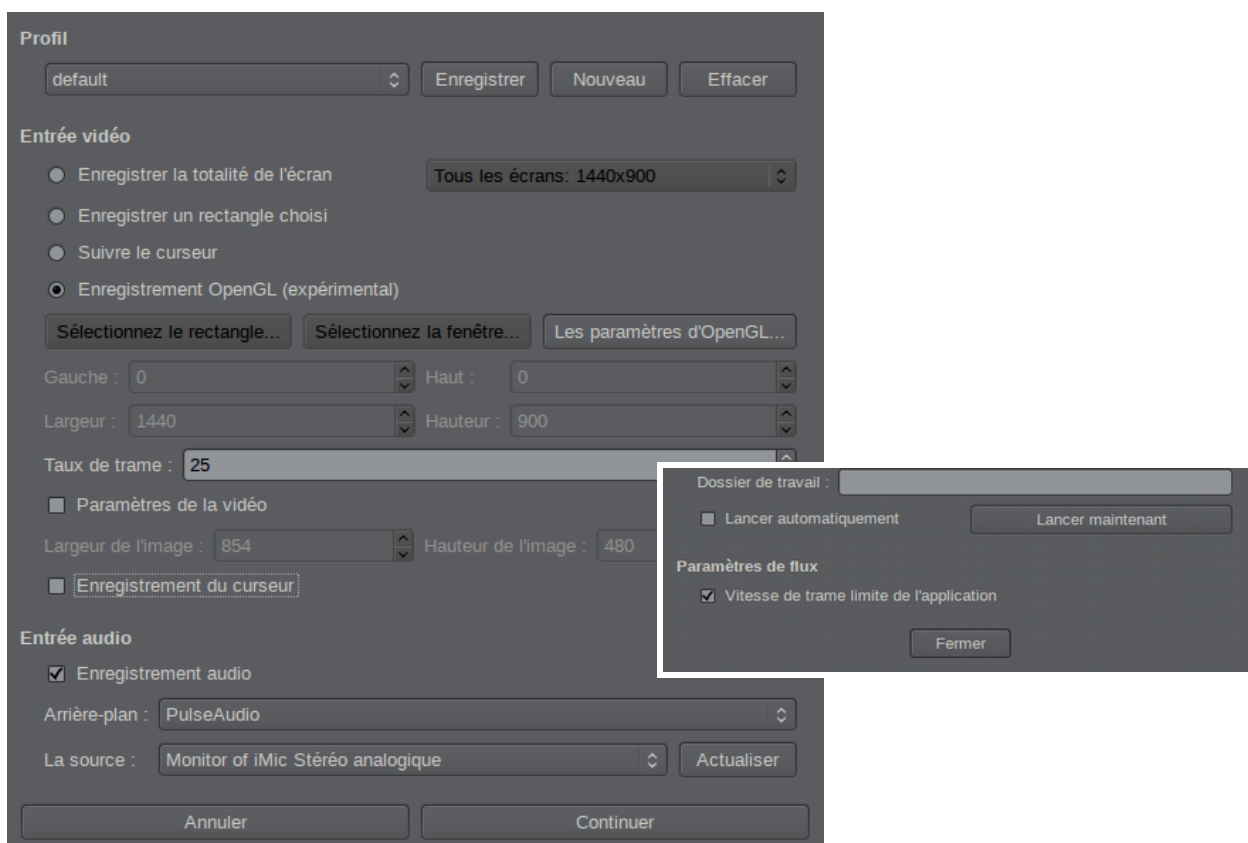 Profil
default Enregistrer Nouveau Effacer
Entrée vidéo
Enregistrer la totalité de l'écran Tous les écrans: 1440x900
Enregistrer un rectangle choisi
Suivre le curseur
Enregistrement OpenGL (expérimental)
Sélectionnez le rectangle... Sélectionnez la fenêtre... Les paramètres d'OpenGL...
Gauche : 0 Haut : 0
Largeur : 1440 Hauteur : 900
Taux de trame : 25
Paramètres de la vidéo
Largeur de l'image : 854 Hauteur de l'image : 480
Enregistrement du curseur
Entrée audio
Enregistrement audio
Arrière-plan : PulseAudio
La source : Monitor of iMic Stéréo analogique Actualiser
Annuler Continuer
Dossier de travail :
Lancer automatiquement Lancer maintenant
Paramètres de flux
Vitesse de trame limite de l'application
Fermer